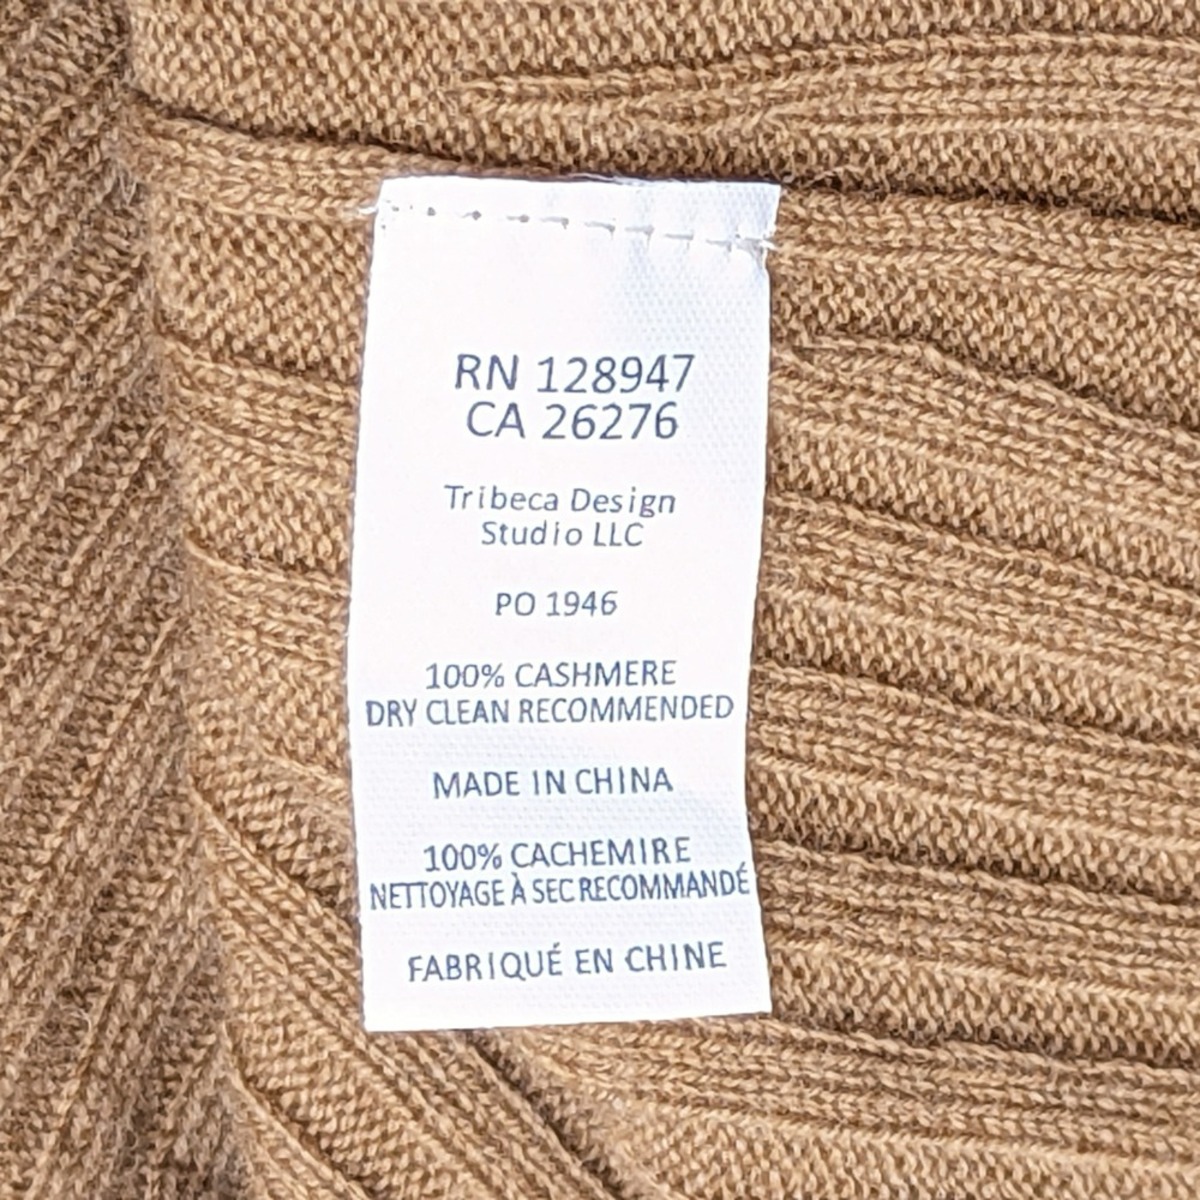 RN 128947
CA 26276
Tribeca Design
Studio LLC
PO 1946
100% CASHMERE
DRY CLEAN RECOMMENDED
MADE IN CHINA
100% CACHEMIRE
NETTOYAGE À SEC RECOMMANDÉ
FABRIQUÉ EN CHINE